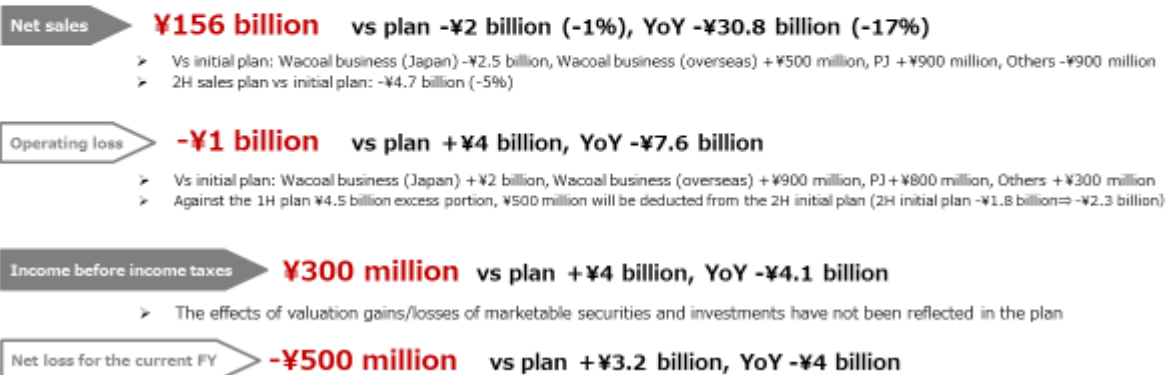 Net sales ¥156 billion vs plan -¥2 billion (-1%), YoY -¥30.8 billion (-17%)
➢ Vs initial plan: Wacoal business (Japan) -¥2.5 billion, Wacoal business (overseas) +¥500 million, PJ +¥900 million, Others -¥900 million
➢ 2H sales plan vs initial plan: -¥4.7 billion (-5%)
Operating loss -¥1 billion vs plan +¥4 billion, YoY -¥7.6 billion
➢ Vs initial plan: Wacoal business (Japan) +¥2 billion, Wacoal business (overseas) +¥900 million, PJ+¥800 million, Others +¥300 million
➢ Against the 1H plan ¥4.5 billion excess portion, ¥500 million will be deducted from the 2H initial plan (2H initial plan -¥1.8 billion⇒ -¥2.3 billion)
Income before income taxes ¥300 million vs plan +¥4 billion, YoY -¥4.1 billion
➢ The effects of valuation gains/losses of marketable securities and investments have not been reflected in the plan
Net loss for the current FY -¥500 million vs plan +¥3.2 billion, YoY -¥4 billion